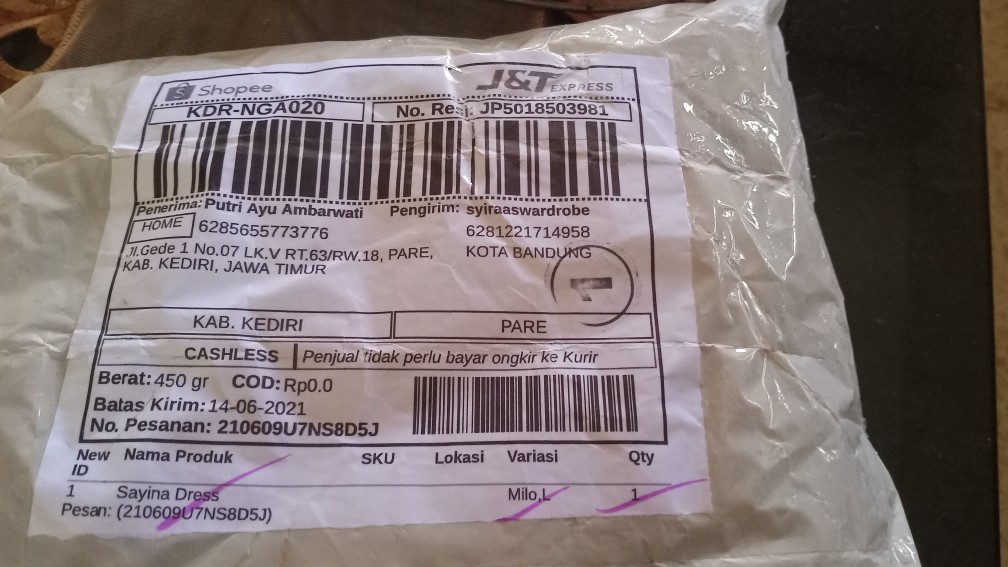 Shopee J&T EXPRESS
KDR-NGA020 No. Resi: JP5018503981
Penerima: Putri Ayu Ambarwati Pengirim: syiraaswardrobe
HOME 6285655773776 6281221714958
Jl.Gede 1 No.07 LK.V RT.63/RW.18, PARE, KOTA BANDUNG
KAB. KEDIRI, JAWA TIMUR
1
KAB. KEDIRI PARE
CASHLESS Penjual tidak perlu bayar ongkir ke Kurir
Berat: 450 gr COD: Rp0.0
Batas Kirim: 14-06-2021
No. Pesanan: 210609U7NS8D5J
New ID Nama Produk SKU Lokasi Variasi Qty
1 Sayina Dress Milo,L 1
Pesan: (210609U7NS8D5J)